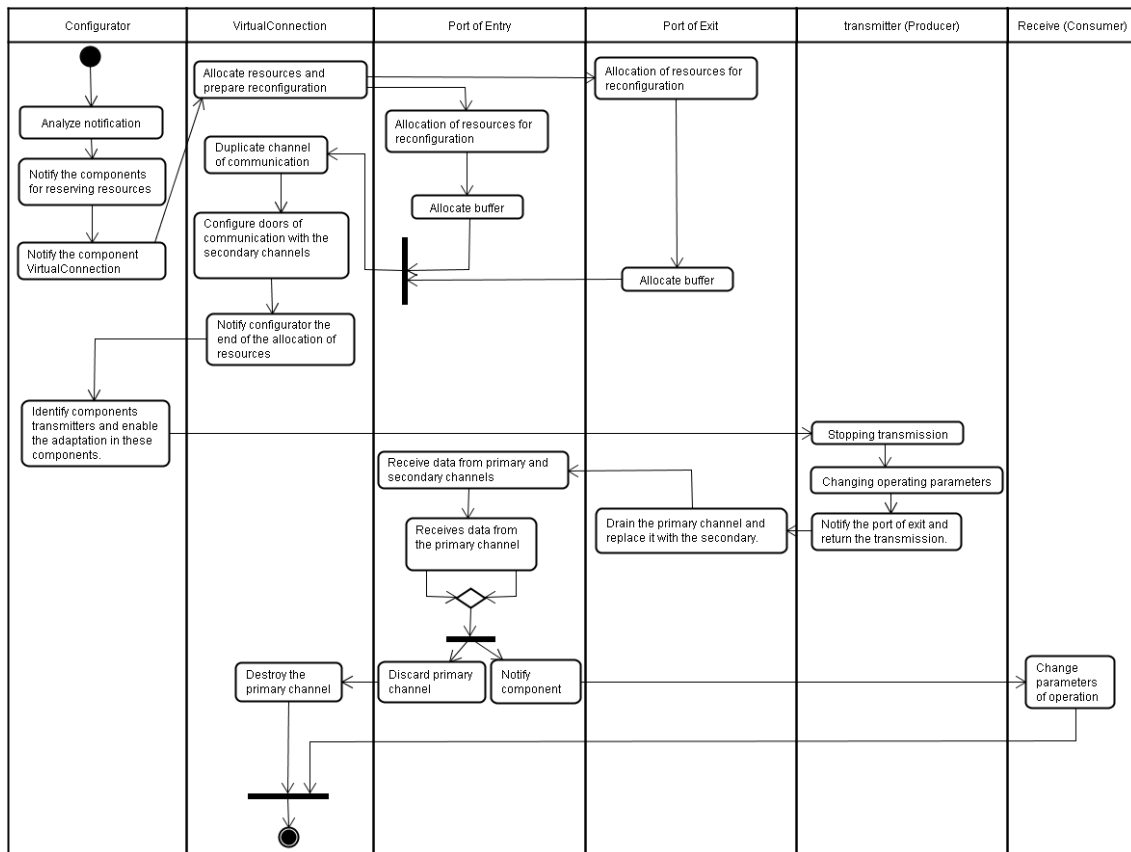 Configurator
VirtualConnection
Port of Entry
Port of Exit
transmitter (Producer)
Receive (Consumer)
Analyze notification
Notify the components
for reserving resources
Notify the component
VirtualConnection
Allocate resources and
prepare reconfiguration
Duplicate channel
of communication
Configure doors of
communication with the
secondary channels
Notify configurator the
end of the allocation of
resources
Allocation of resources for
reconfiguration
Allocate buffer
Allocation of resources for
reconfiguration
Allocate buffer
Identify components
transmitters and enable
the adaptation in these
components.
Stopping transmission
Changing operating parameters
Notify the port of exit and
return the transmission.
Drain the primary channel and
replace it with the secondary.
Receive data from primary and
secondary channels
Receives data from
the primary channel
Discard primary
channel
Notify
component
Destroy the
primary channel
Change
parameters
of operation